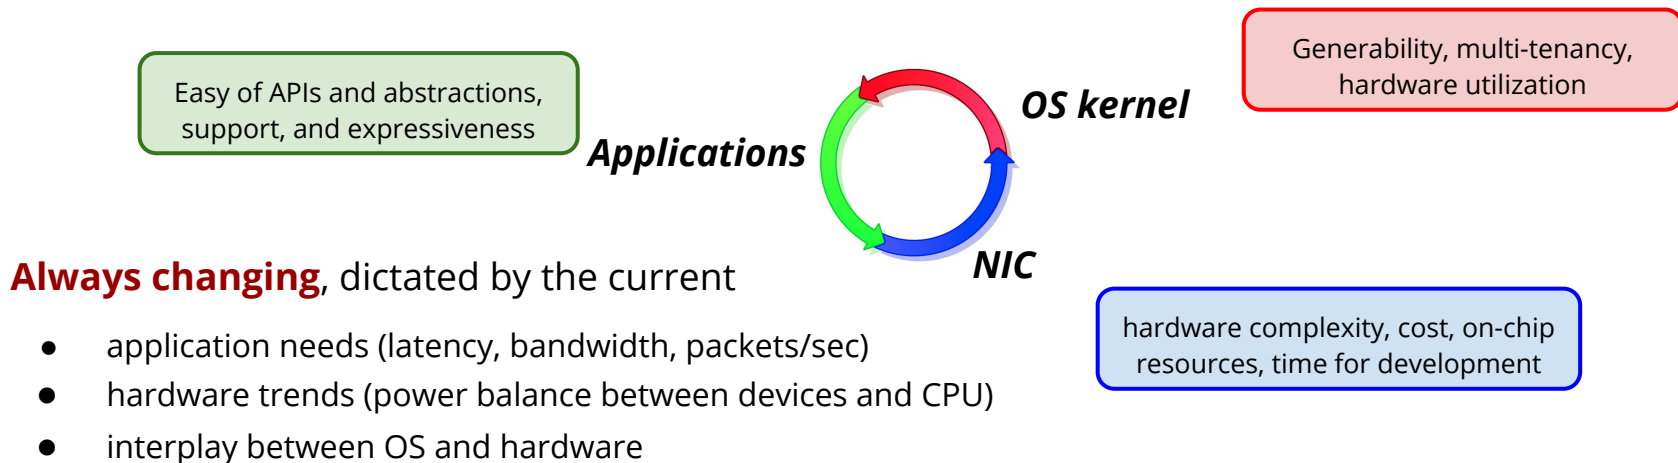 Generability, multi-tenancy,
hardware utilization
Easy of APIs and abstractions,
support, and expressiveness
OS kernel
Applications
NIC
Always changing, dictated by the current
● application needs (latency, bandwidth, packets/sec)
● hardware trends (power balance between devices and CPU)
● interplay between OS and hardware
hardware complexity, cost, on-chip
resources, time for development